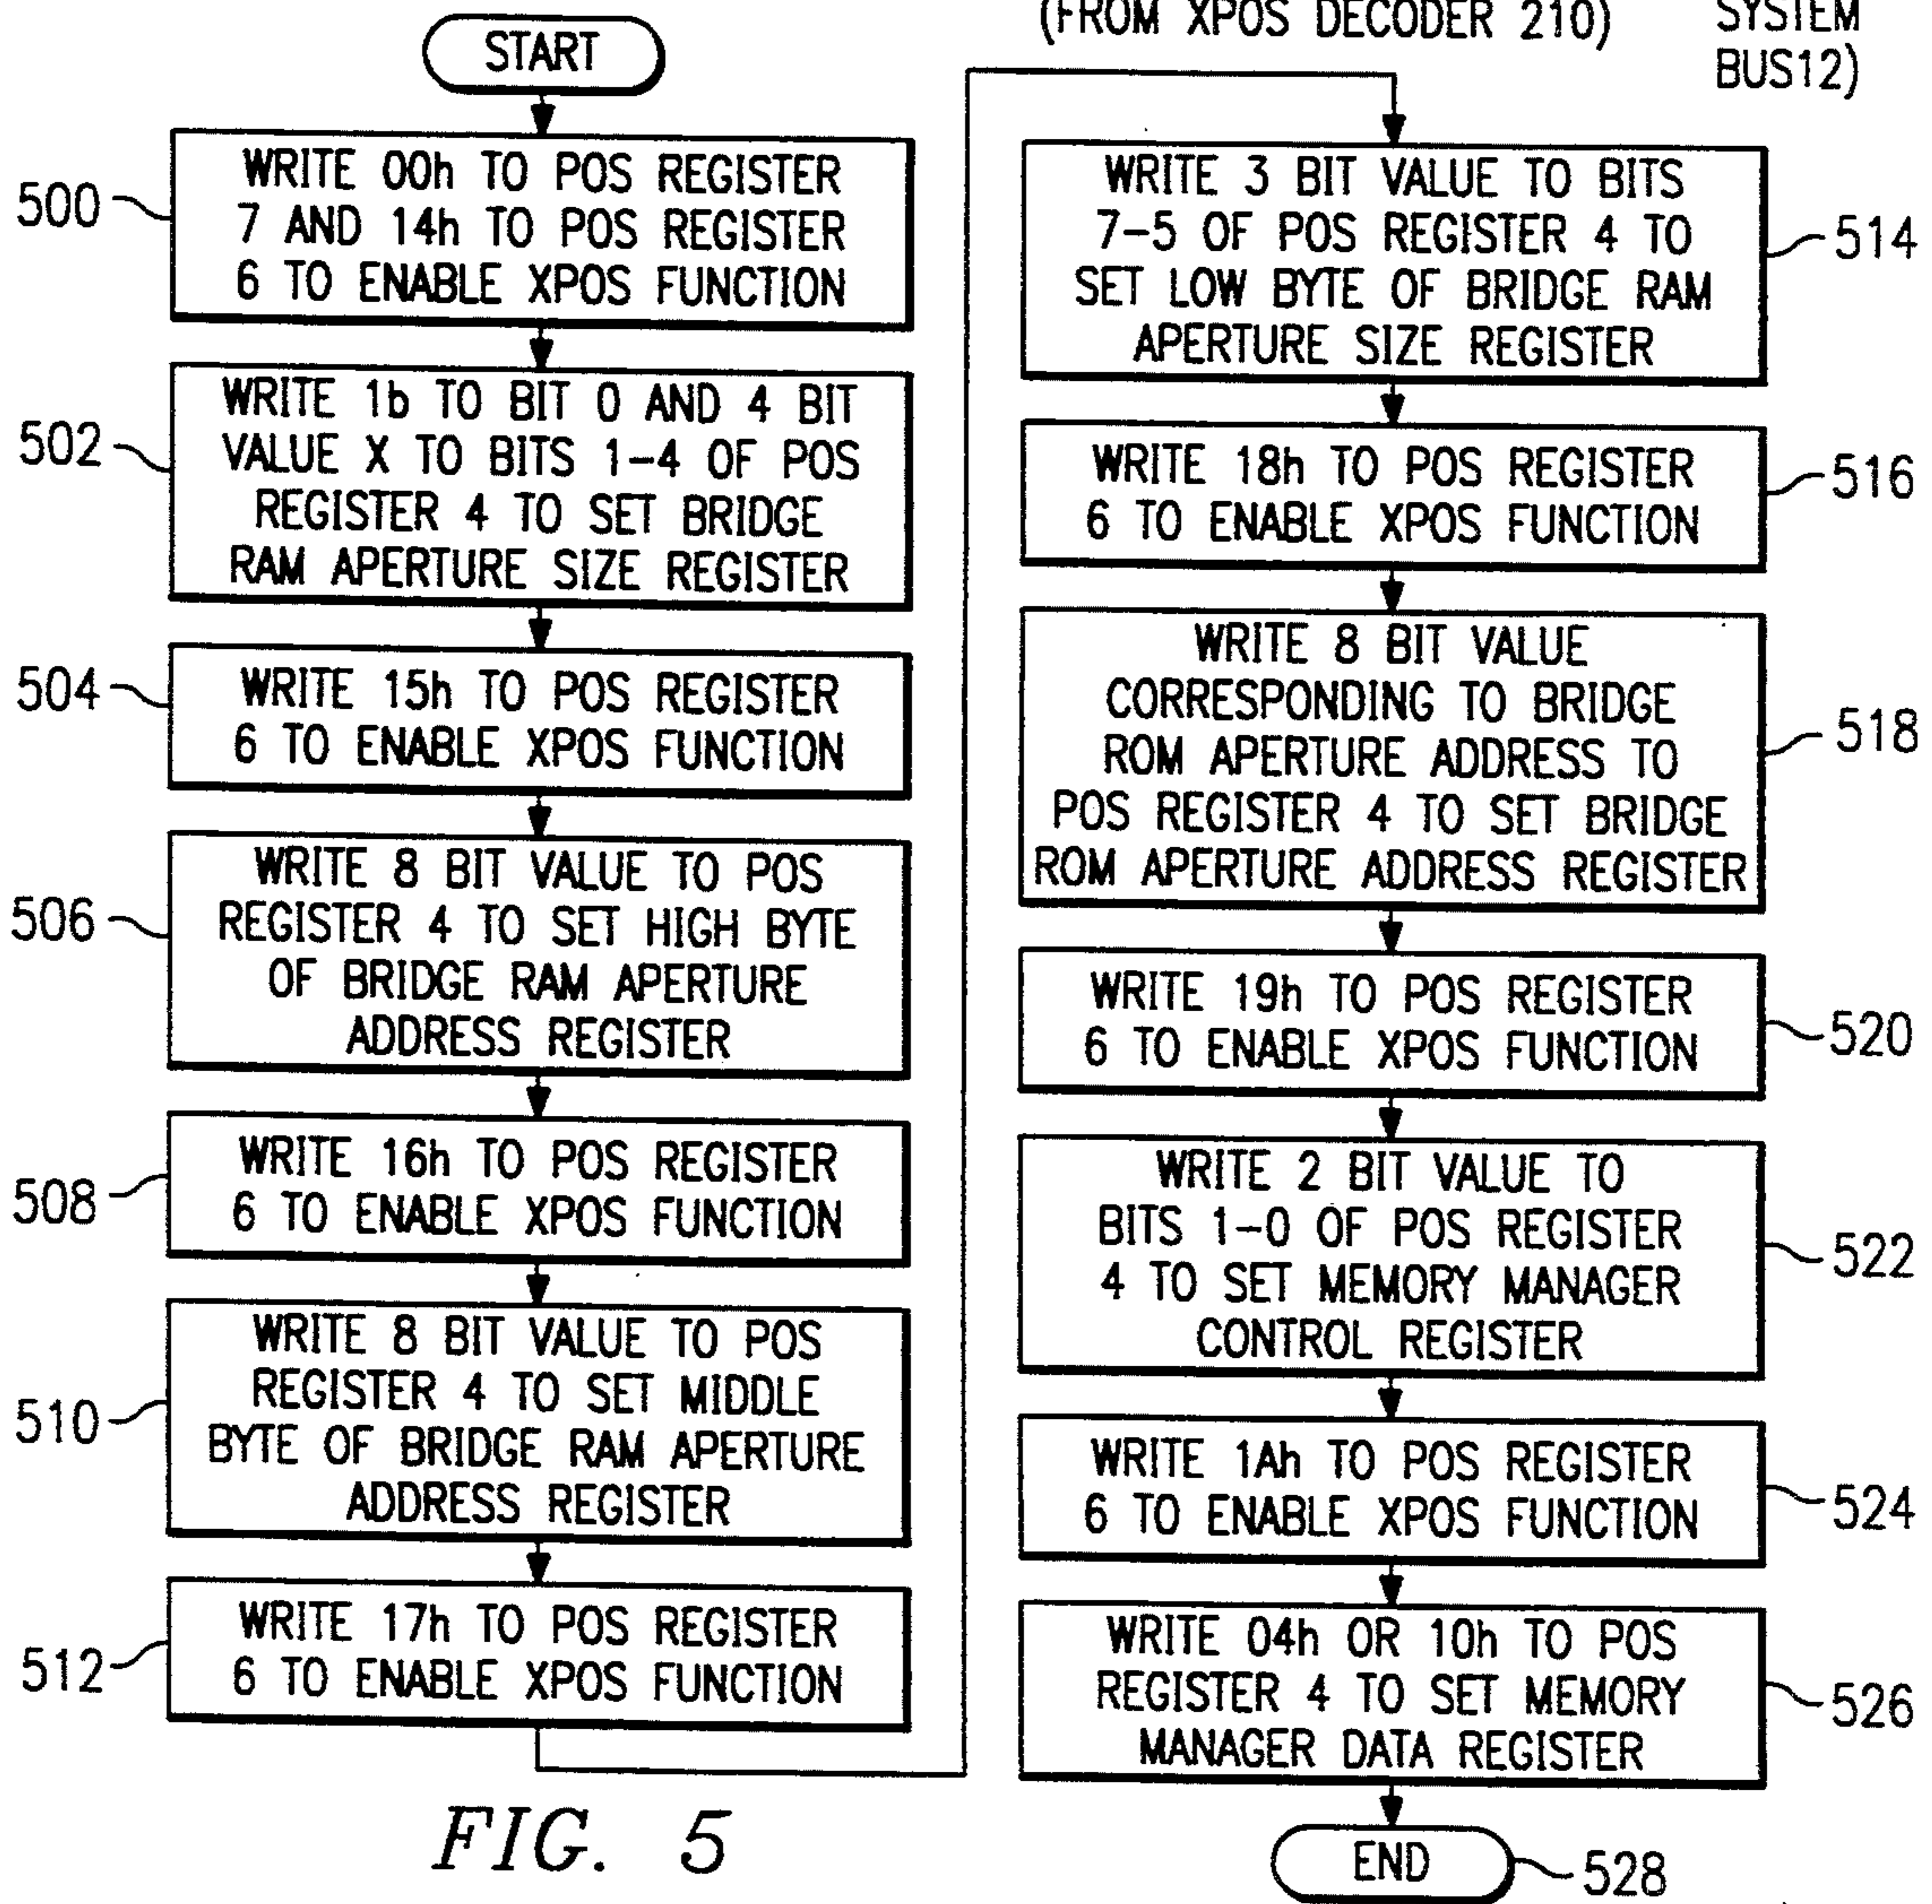 (FROM XPOS DECODER 210)
SYSTEM
BUS12)
START
500
WRITE 00h TO POS REGISTER
7 AND 14h TO POS REGISTER
6 TO ENABLE XPOS FUNCTION
502
WRITE 1b TO BIT 0 AND 4 BIT
VALUE X TO BITS 1-4 OF POS
REGISTER 4 TO SET BRIDGE
RAM APERTURE SIZE REGISTER
504
WRITE 15h TO POS REGISTER
6 TO ENABLE XPOS FUNCTION
506
WRITE 8 BIT VALUE TO POS
REGISTER 4 TO SET HIGH BYTE
OF BRIDGE RAM APERTURE
ADDRESS REGISTER
508
WRITE 16h TO POS REGISTER
6 TO ENABLE XPOS FUNCTION
510
WRITE 8 BIT VALUE TO POS
REGISTER 4 TO SET MIDDLE
BYTE OF BRIDGE RAM APERTURE
ADDRESS REGISTER
512
WRITE 17h TO POS REGISTER
6 TO ENABLE XPOS FUNCTION
WRITE 3 BIT VALUE TO BITS
7-5 OF POS REGISTER 4 TO
SET LOW BYTE OF BRIDGE RAM
APERTURE SIZE REGISTER
514
WRITE 18h TO POS REGISTER
6 TO ENABLE XPOS FUNCTION
516
WRITE 8 BIT VALUE
CORRESPONDING TO BRIDGE
ROM APERTURE ADDRESS TO
POS REGISTER 4 TO SET BRIDGE
ROM APERTURE ADDRESS REGISTER
518
WRITE 19h TO POS REGISTER
6 TO ENABLE XPOS FUNCTION
520
WRITE 2 BIT VALUE TO
BITS 1-0 OF POS REGISTER
4 TO SET MEMORY MANAGER
CONTROL REGISTER
522
WRITE 1Ah TO POS REGISTER
6 TO ENABLE XPOS FUNCTION
524
WRITE 04h OR 10h TO POS
REGISTER 4 TO SET MEMORY
MANAGER DATA REGISTER
526
END
528
FIG. 5